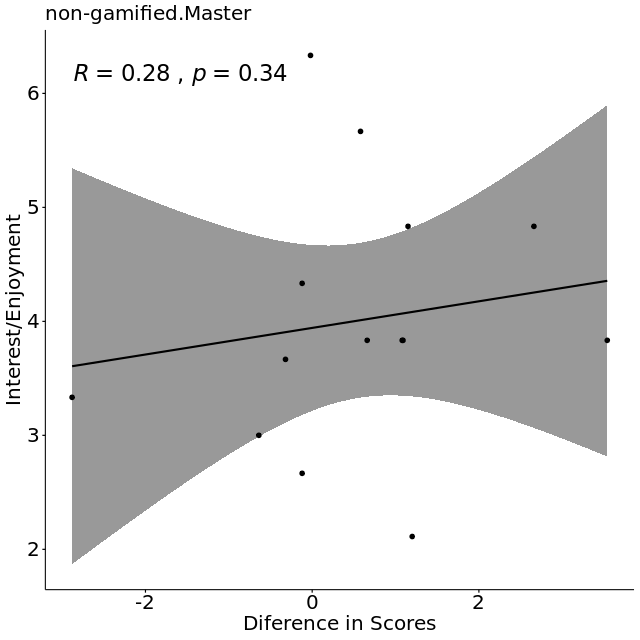 non-gamified.Master
R = 0.28 , p = 0.34
6
5
4
3
2
Interest/Enjoyment
-2 0 2
Diference in Scores